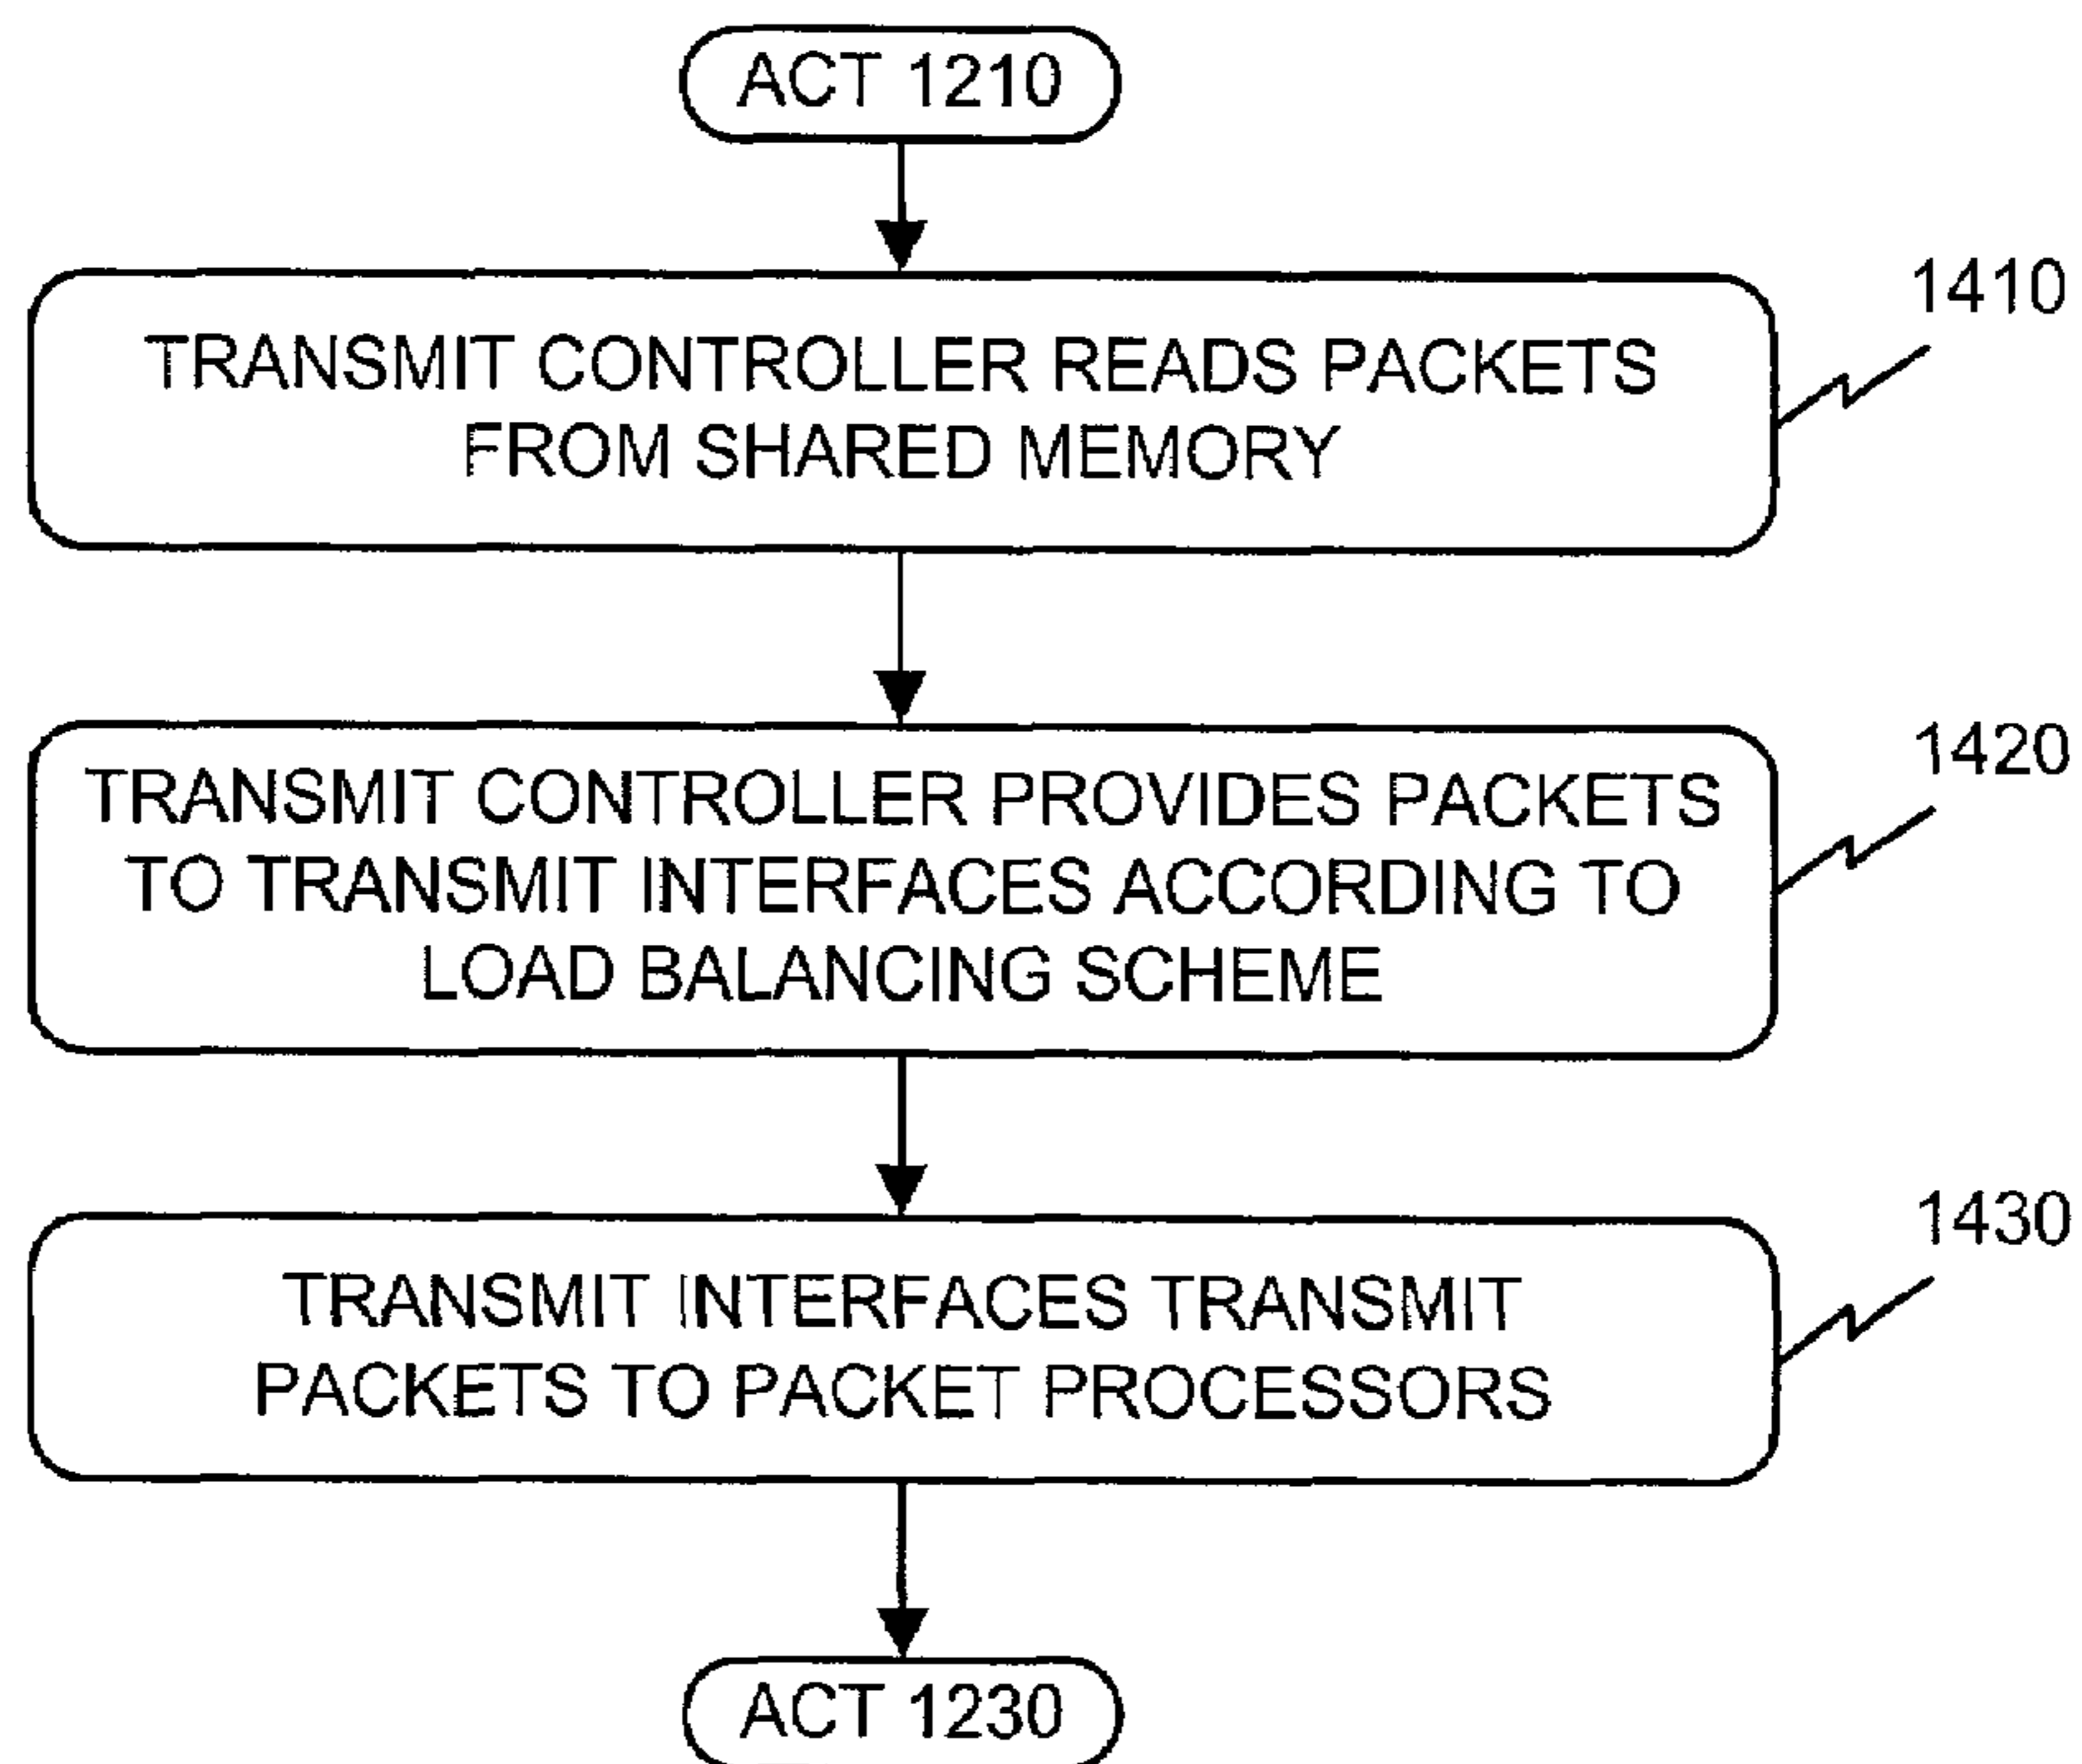 ACT 1210
1410
TRANSMIT CONTROLLER READS PACKETS
FROM SHARED MEMORY
1420
TRANSMIT CONTROLLER PROVIDES PACKETS
TO TRANSMIT INTERFACES ACCORDING TO
LOAD BALANCING SCHEME
1430
TRANSMIT INTERFACES TRANSMIT
PACKETS TO PACKET PROCESSORS
ACT 1230